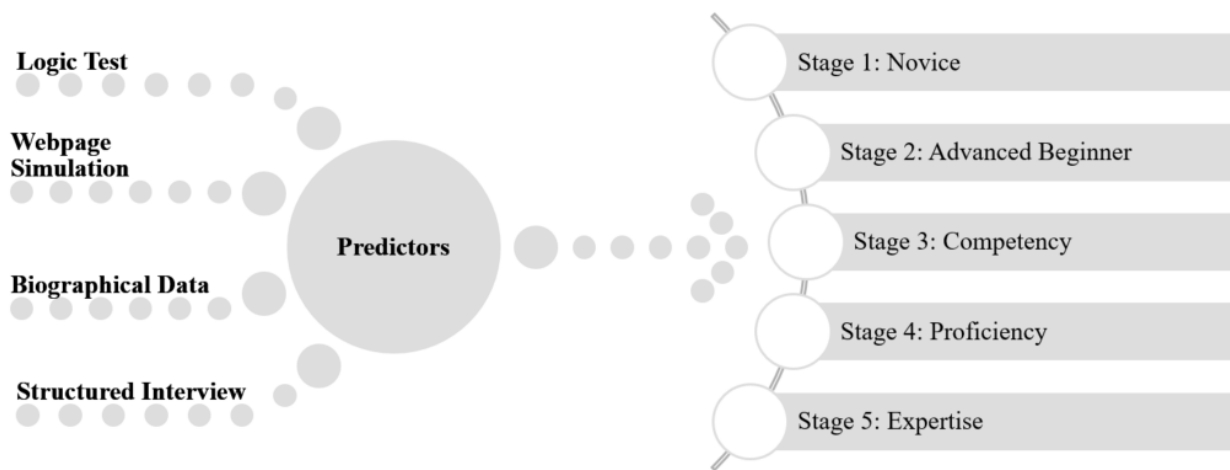 Logic Test
Webpage
Simulation
Biographical Data
Structured Interview
Predictors
Stage 1: Novice
Stage 2: Advanced Beginner
Stage 3: Competency
Stage 4: Proficiency
Stage 5: Expertise